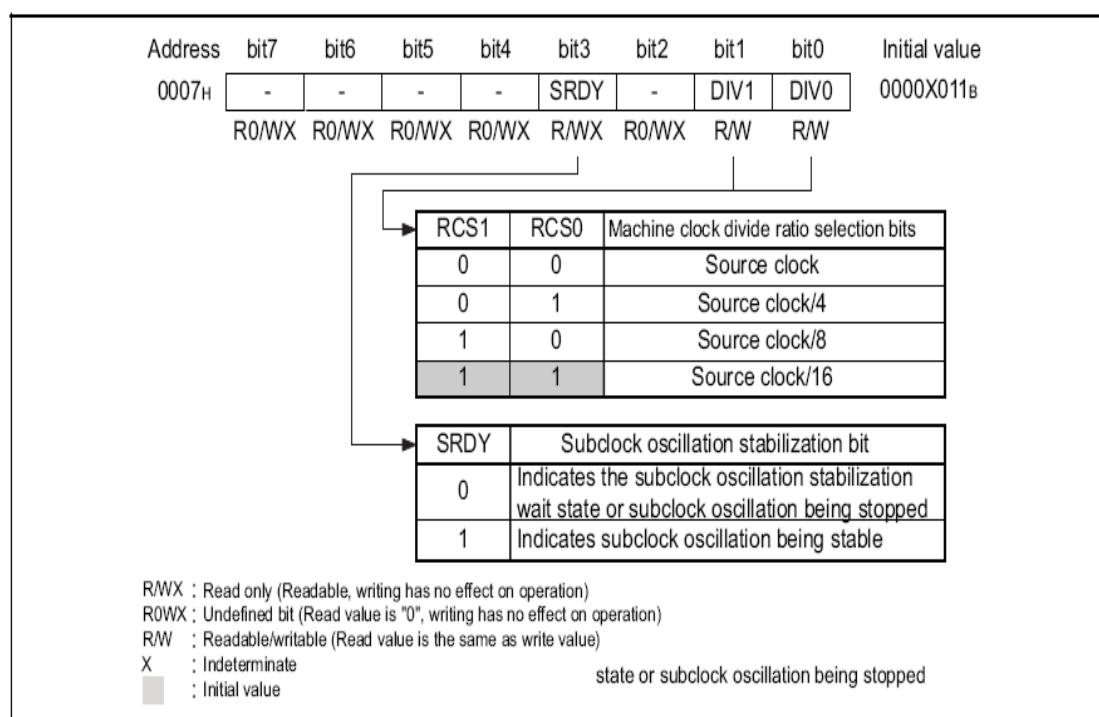 Address bit7 bit6 bit5 bit4 bit3 bit2 bit1 bit0 Initial value
0007H - - - - SRDY - DIV1 DIV0 0000X011B
R0/WX R0/WX R0/WX R0/WX R/WX R0/WX R/W R/W
RCS1 RCS0 Machine clock divide ratio selection bits
0 0 Source clock
0 1 Source clock/4
1 0 Source clock/8
1 1 Source clock/16
SRDY Subclock oscillation stabilization bit
0 Indicates the subclock oscillation stabilization
wait state or subclock oscillation being stopped
1 Indicates subclock oscillation being stable
R/WX : Read only (Readable, writing has no effect on operation)
R0WX : Undefined bit (Read value is "0", writing has no effect on operation)
R/W : Readable/writable (Read value is the same as write value)
X : Indeterminate
state or subclock oscillation being stopped
: Initial value